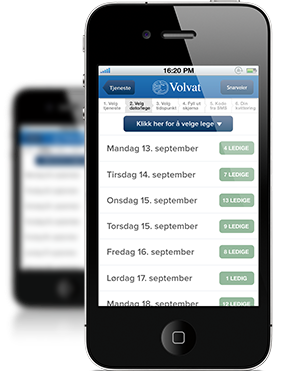 16:20 PM
Tjeneste
Volvat
Snarveier
1. Velg tjeneste
2. Velg dato/lege
3. Velg tidspunkt
4. Fyll ut skjema
5. Kode fra SMS
6. Din kvittering
Klikk her for å velge lege
Mandag 13. september 4 LEDIGE
Tirsdag 14. september 7 LEDIGE
Onsdag 15. september 13 LEDIGE
Torsdag 15. september 9 LEDIGE
Fredag 16. september 8 LEDIGE
Lørdag 17. september 1 LEDIG
Mandag 18. september 12 LEDIGE